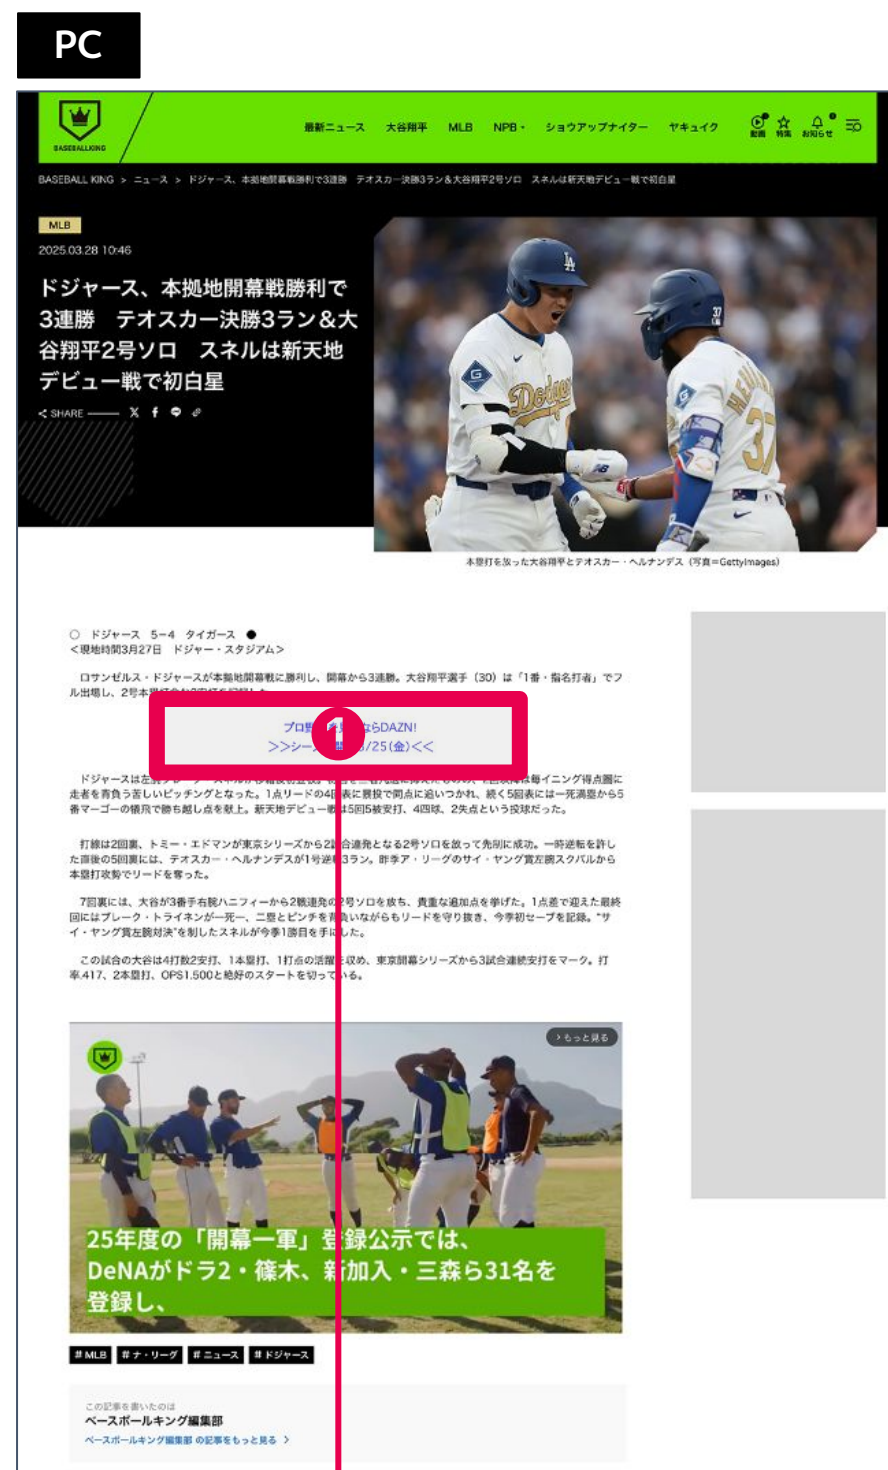 PC
BASEBALLKING
最新ニュース 大谷翔平 MLB NPB ショウアップナイター ヤキュイク 動画 特集 お知らせ
BASEBALL KING > ニュース > ドジャース、本拠地開幕戦勝利で3連勝 テオスカー決勝3ラン＆大谷翔平2号ソロ スネルは新天地デビュー戦で初白星
MLB
2025.03.28 10:46
ドジャース、本拠地開幕戦勝利で
3連勝 テオスカー決勝3ラン＆大
谷翔平2号ソロ スネルは新天地
デビュー戦で初白星
SHARE
Dodgers
37
37
本塁打を放った大谷翔平とテオスカー・ヘルナンデス（写真＝GettyImages）
○ ドジャース 5－4 タイガース ●
＜現地時間3月27日 ドジャー・スタジアム＞
ロサンゼルス・ドジャースが本拠地開幕戦に勝利し、開幕から3連勝。大谷翔平選手（30）は「1番・指名打者」でフ
ル出場し、2号本
プロ野 ならDAZN!
>>シー /25(金)<<
1
ドジャースは左 毎イニング得点圏に
走者を背負う苦しいピッチングとなった。1点リードの4回表に暴投で同点に追いつかれ、続く5回表には一死満塁から5
番マーゴーの犠飛で勝ち越し点を献上。新天地デビュー戦は5回5被安打、4四球、2失点という投球だった。
打線は2回裏、トミー・エドマンが東京シリーズから2試合連発となる2号ソロを放って先制に成功。一時逆転を許し
た直後の5回裏には、テオスカー・ヘルナンデスが1号逆転3ラン。昨季ア・リーグのサイ・ヤング賞左腕スクバルから
本塁打攻勢でリードを奪った。
7回裏には、大谷が3番手右腕ハニフィーから2戦連発の2号ソロを放ち、貴重な追加点を挙げた。1点差で迎えた最終
回にはブレーク・トライネンが一死一、二塁とピンチを背負いながらもリードを守り抜き、今季初セーブを記録。“サ
イ・ヤング賞左腕対決”を制したスネルが今季1勝目を手にした。
この試合の大谷は4打数2安打、1本塁打、1打点の活躍を収め、東京開幕シリーズから3試合連続安打をマーク。打
率.417、2本塁打、OPS1.500と絶好のスタートを切っている。
もっと見る
25年度の「開幕一軍」登録公示では、
DeNAがドラ2・篠木、新加入・三森ら31名を
登録し、
# MLB # ナ・リーグ # ニュース # ドジャース
この記事を書いたのは
ベースボールキング編集部
ベースボールキング編集部 の記事をもっと見る